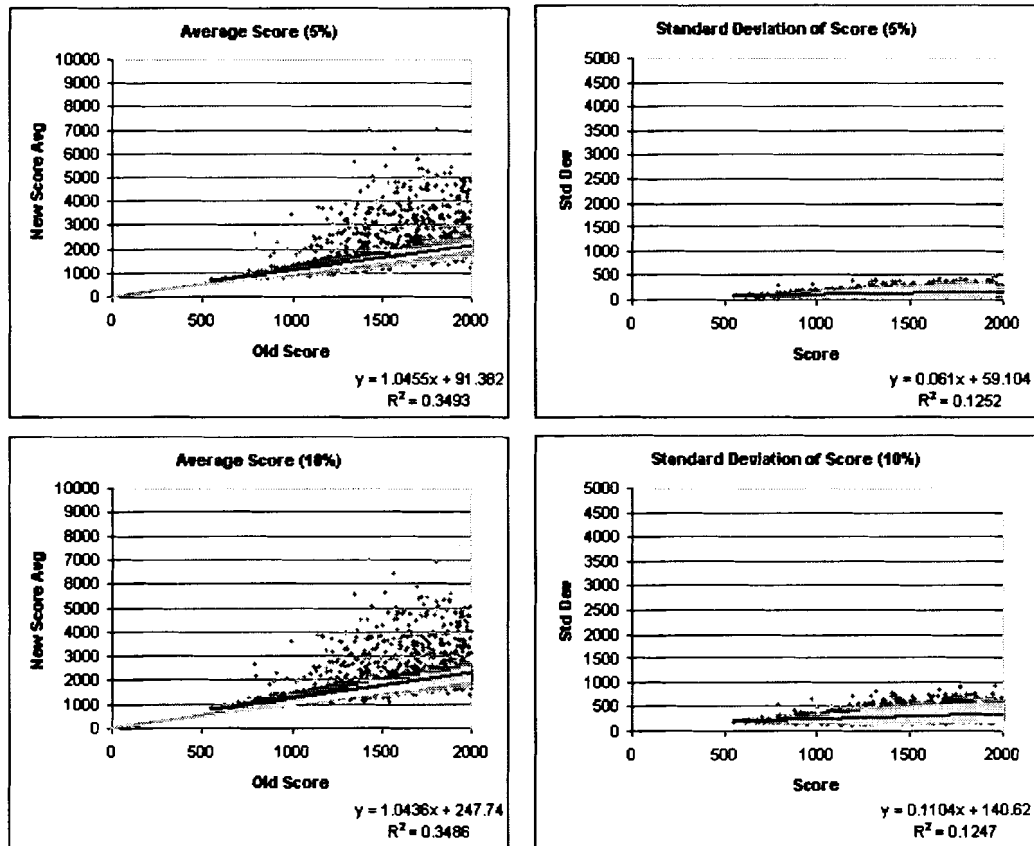 Average Score (5%)
10000
9000
8000
7000
6000
5000
4000
3000
2000
1000
0
New Score Avg
0 500 1000 1500 2000
Old Score
y = 1.0455x + 91.382
R² = 0.3493
Standard Deviation of Score (5%)
5000
4500
4000
3500
3000
2500
2000
1500
1000
500
0
Std Dev
0 500 1000 1500 2000
Score
y = 0.061x + 59.104
R² = 0.1252
Average Score (10%)
10000
9000
8000
7000
6000
5000
4000
3000
2000
1000
0
New Score Avg
0 500 1000 1500 2000
Old Score
y = 1.0436x + 247.74
R² = 0.3486
Standard Deviation of Score (10%)
5000
4500
4000
3500
3000
2500
2000
1500
1000
500
0
Std Dev
0 500 1000 1500 2000
Score
y = 0.1104x + 140.62
R² = 0.1247